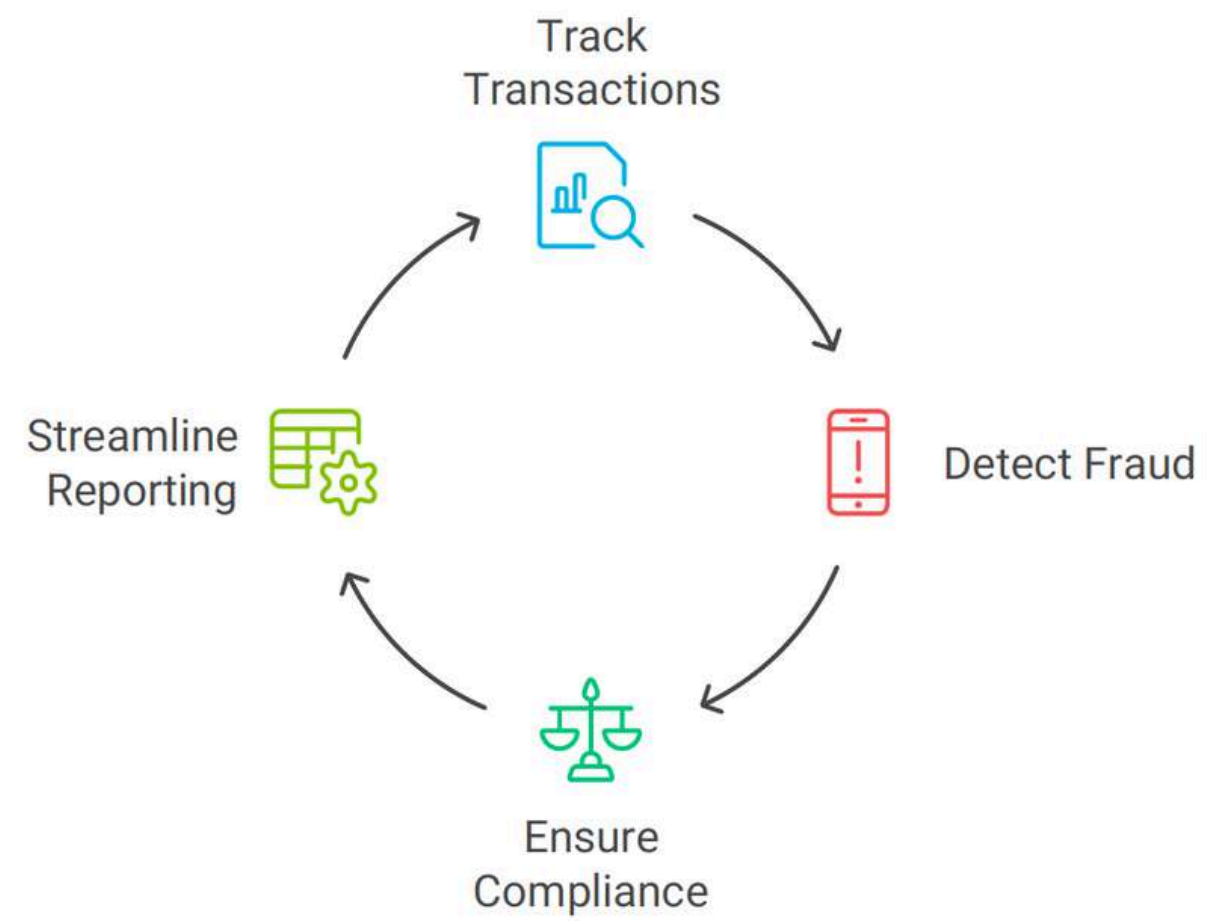 Track
Transactions
Detect Fraud
Ensure
Compliance
Streamline
Reporting